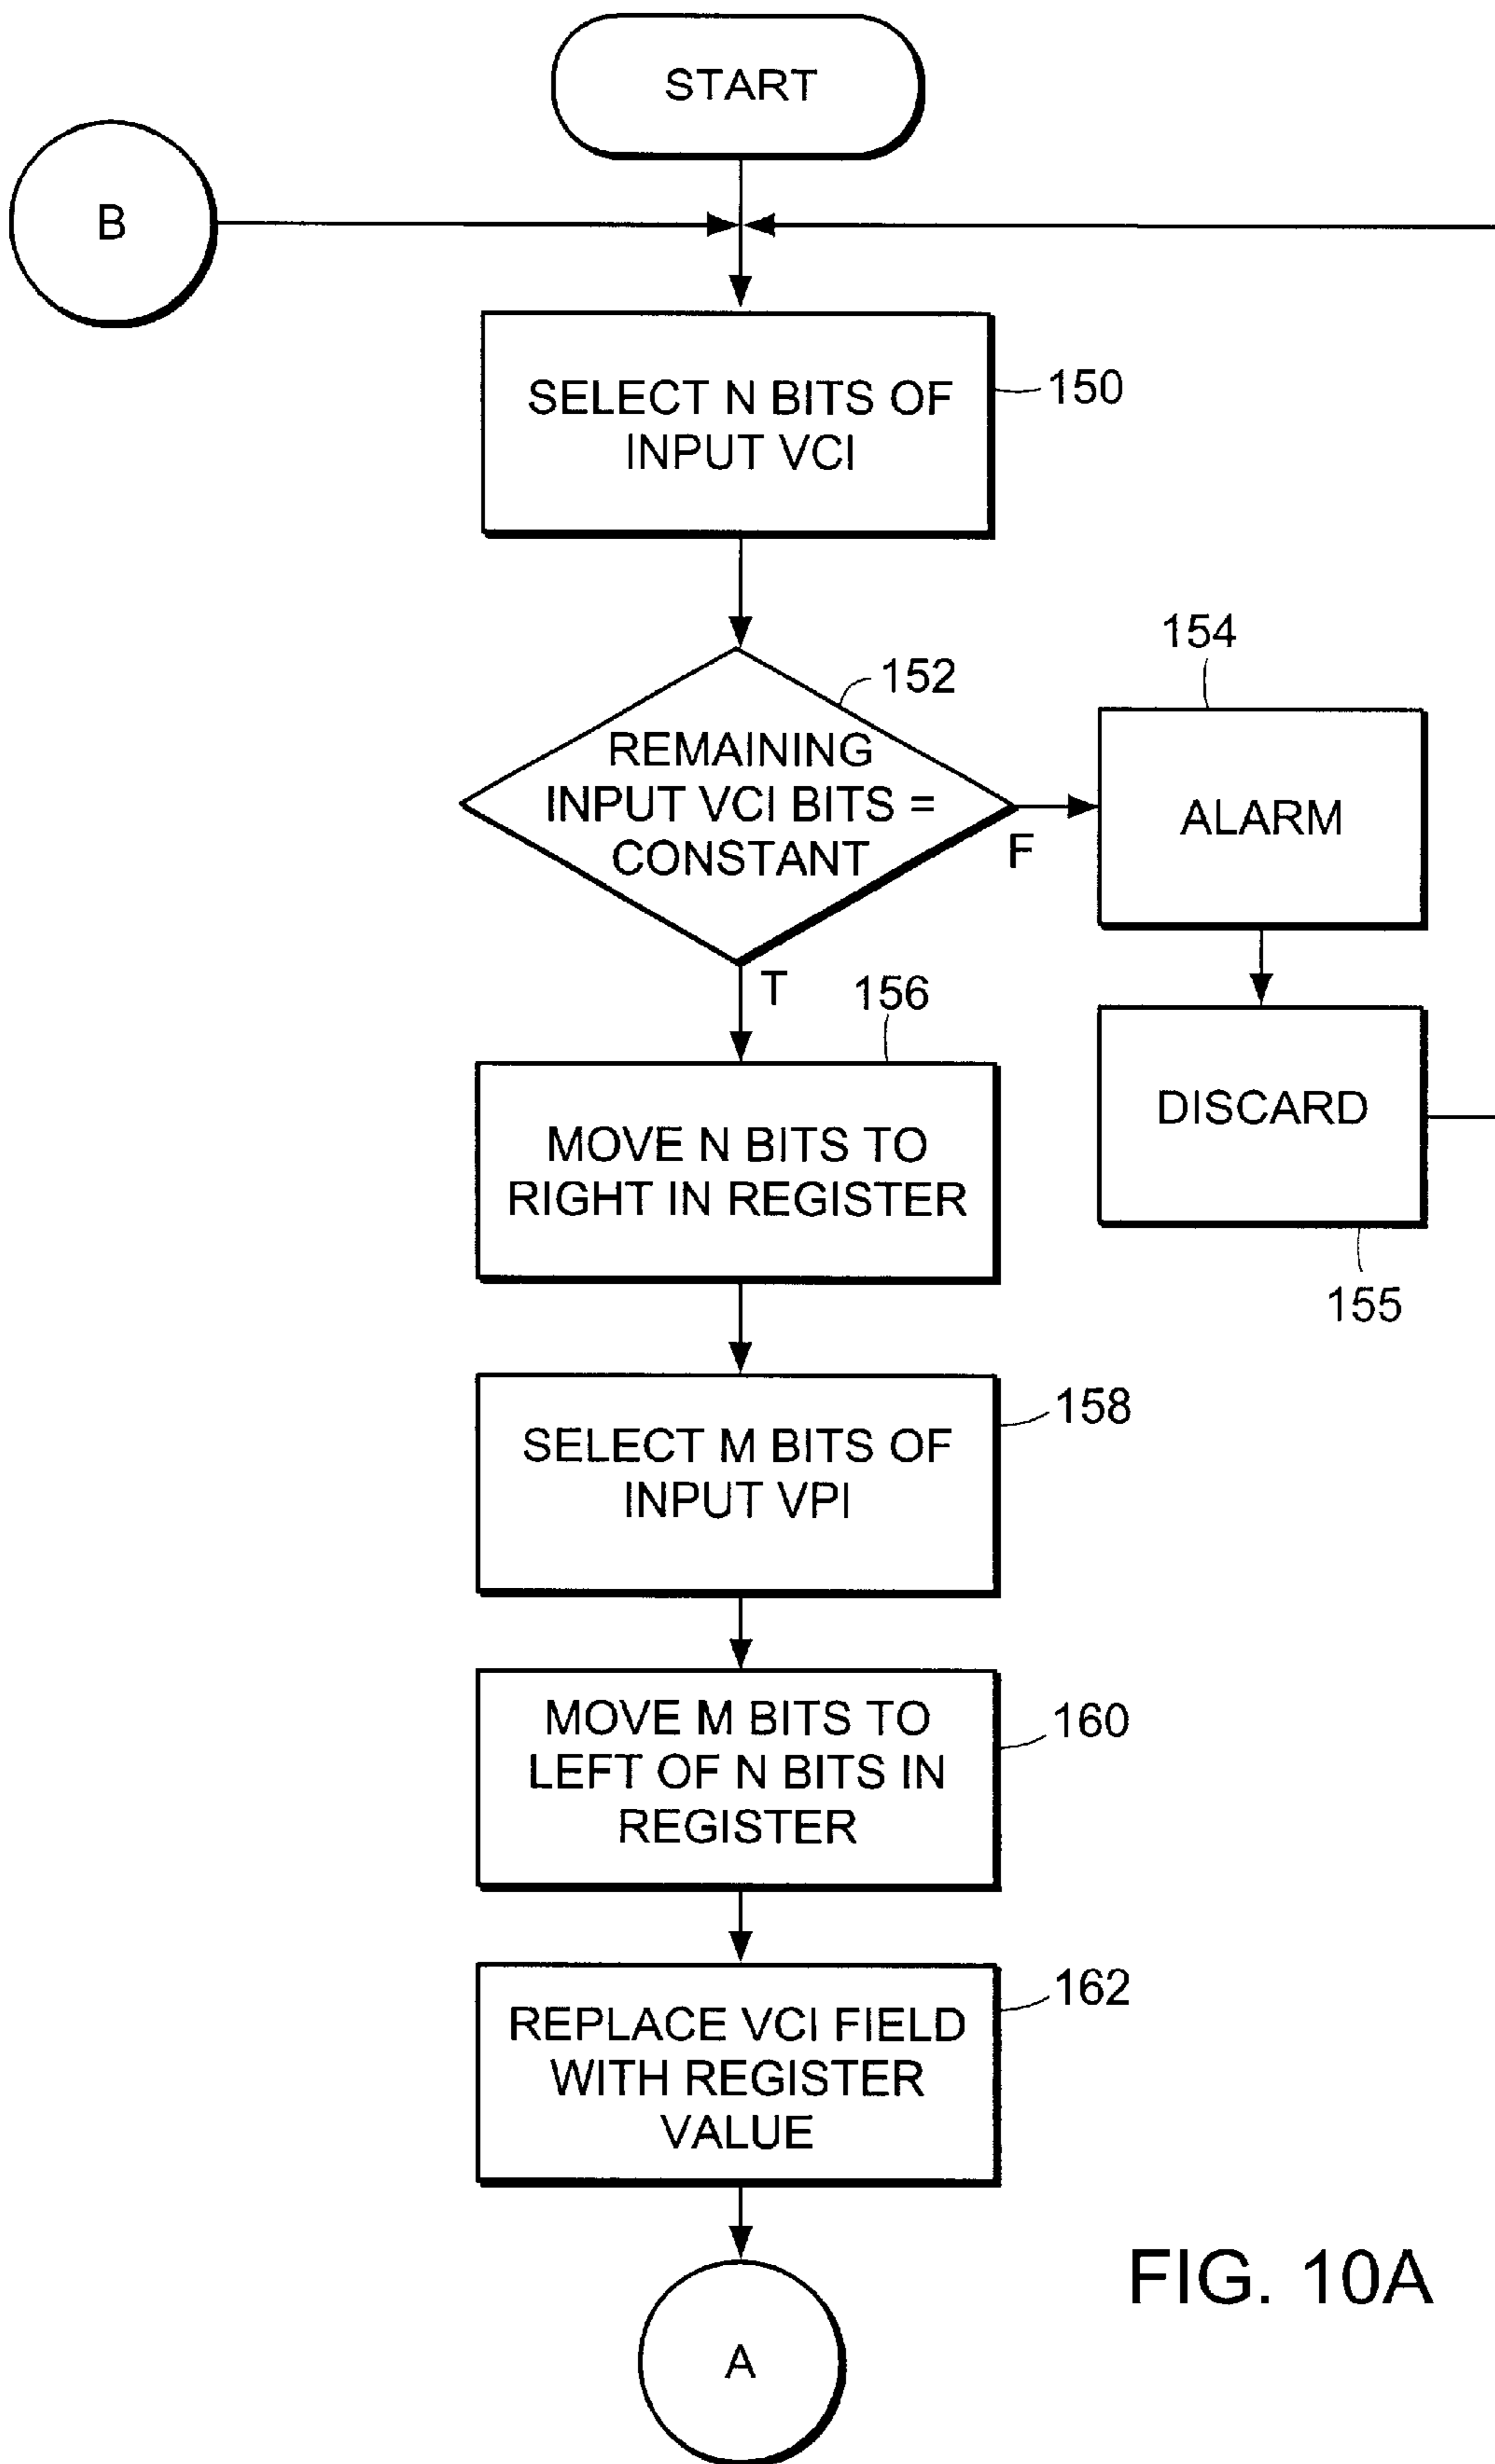 START
B
SELECT N BITS OF
INPUT VCI
150
152
REMAINING
INPUT VCI BITS =
CONSTANT
F
T
154
ALARM
DISCARD
155
156
MOVE N BITS TO
RIGHT IN REGISTER
SELECT M BITS OF
INPUT VPI
158
MOVE M BITS TO
LEFT OF N BITS IN
REGISTER
160
REPLACE VCI FIELD
WITH REGISTER
VALUE
162
A
FIG. 10A